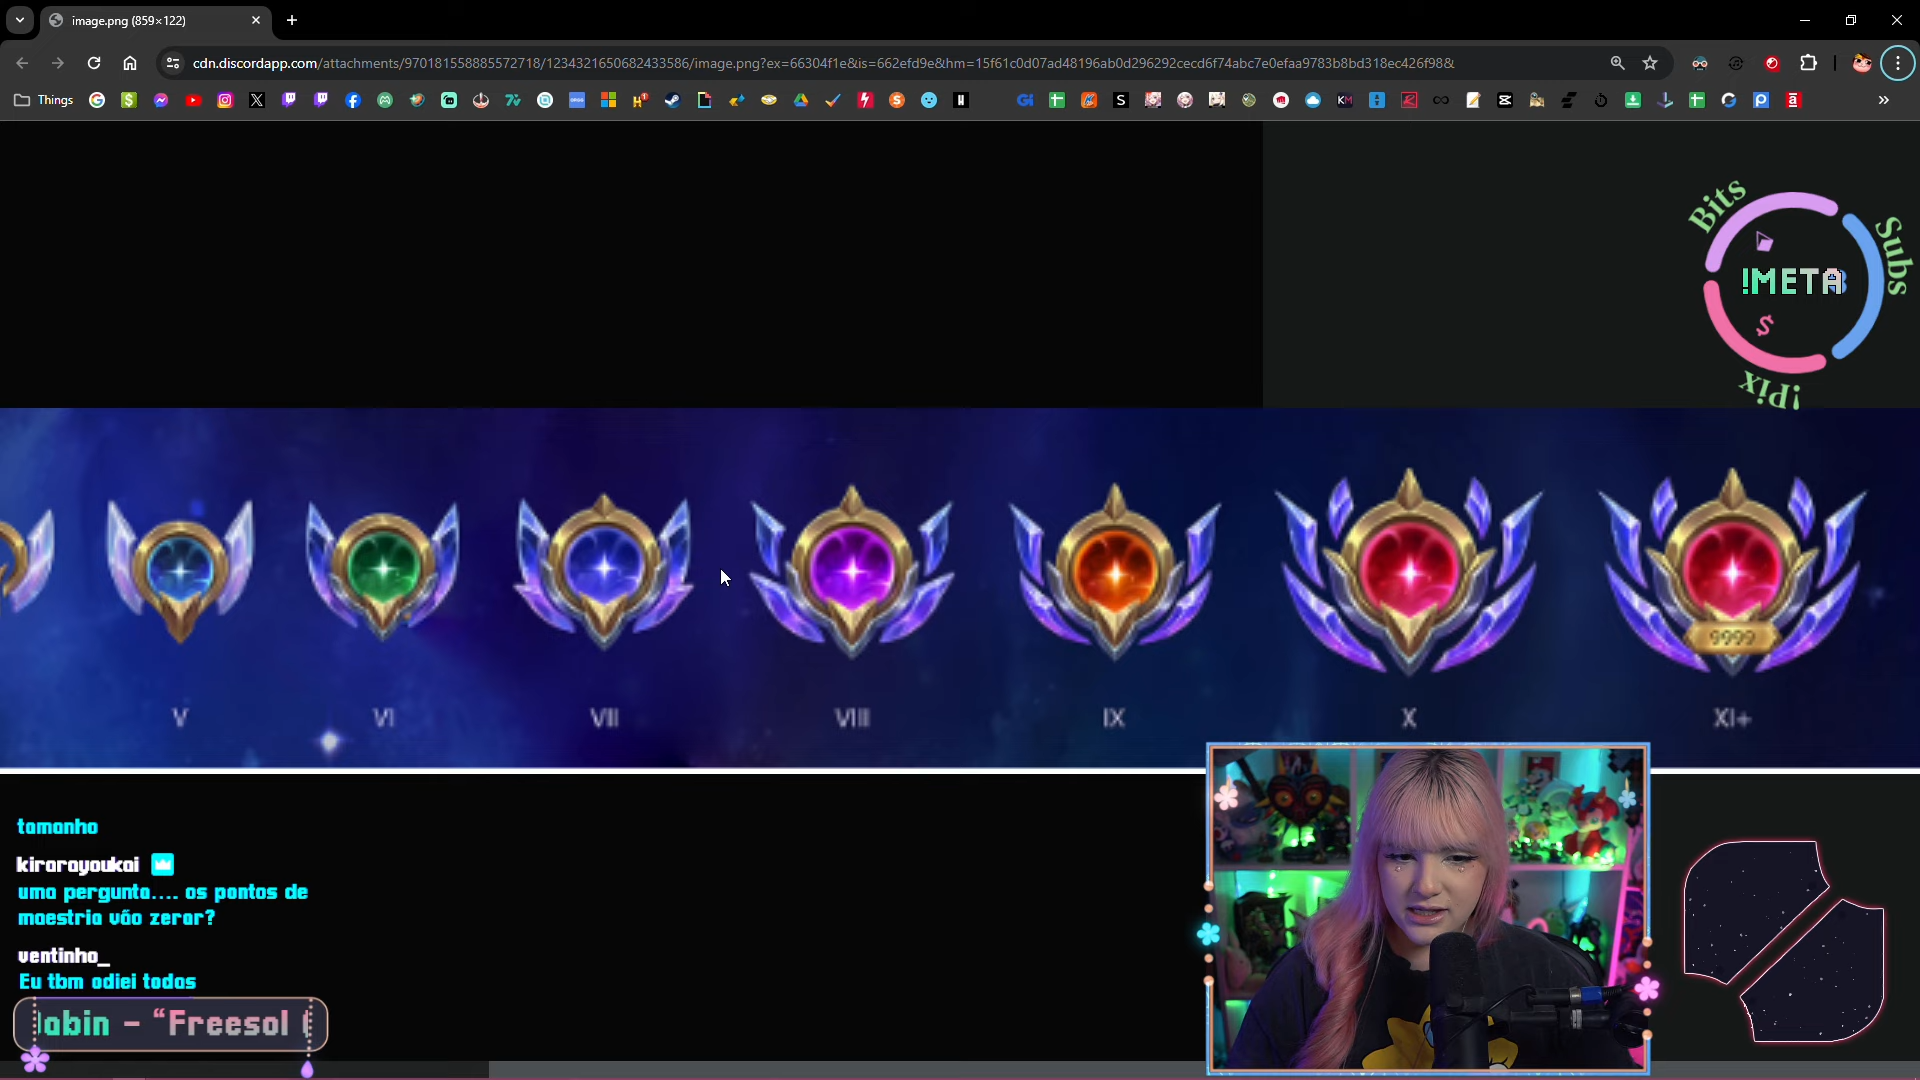 image.png (859×122)
cdn.discordapp.com/attachments/970181558885572718/1234321650682433586/image.png?ex=66304f1e&is=662efd9e&hm=15f61c0d07ad48196ab0d296292cecd6f74abc7e0efaa9783b8bd318ec426f98&
Things
Bits
Subs
!META
$
!Pix
9999
V VI VII VIII IX X XI+
tamanho
kirarayoukai
uma pergunta.... os pontos de
maestria vão zerar?
ventinho_
Eu tbm odiei todos
abin - "Freesol